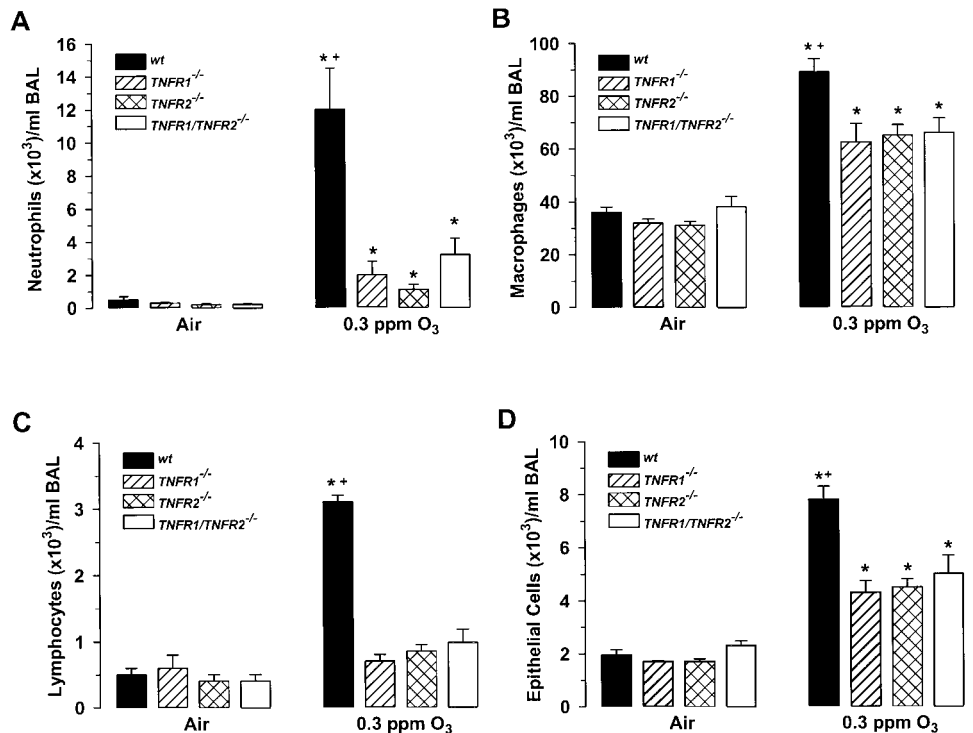 A
Neutrophils (x10³)/ml BAL
16
14
12
10
8
6
4
2
0
wt
TNFR1⁻/⁻
TNFR2⁻/⁻
TNFR1/TNFR2⁻/⁻
* +
*
*
*
Air
0.3 ppm O₃
B
Macrophages (x10³)/ml BAL
100
80
60
40
20
0
wt
TNFR1⁻/⁻
TNFR2⁻/⁻
TNFR1/TNFR2⁻/⁻
* +
*
*
*
Air
0.3 ppm O₃
C
Lymphocytes (x10³)/ml BAL
4
3
2
1
0
wt
TNFR1⁻/⁻
TNFR2⁻/⁻
TNFR1/TNFR2⁻/⁻
* +
Air
0.3 ppm O₃
D
Epithelial Cells (x10³)/ml BAL
10
8
6
4
2
0
wt
TNFR1⁻/⁻
TNFR2⁻/⁻
TNFR1/TNFR2⁻/⁻
*+
*
*
*
Air
0.3 ppm O₃